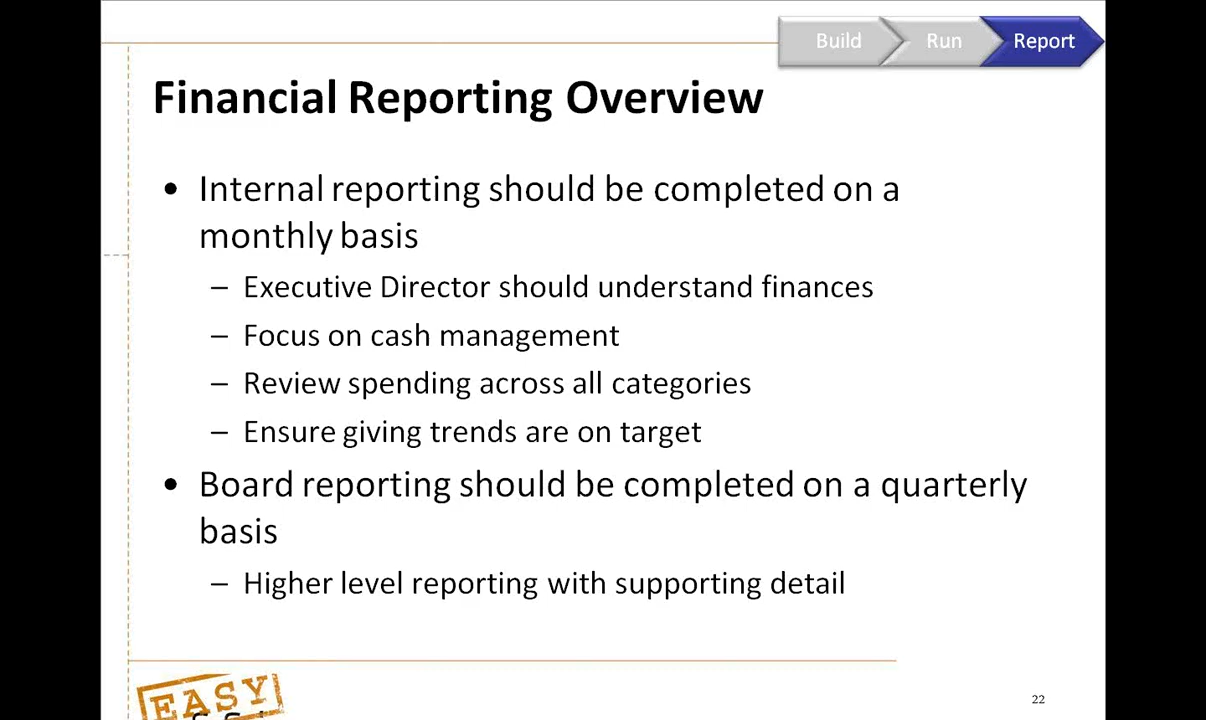 Build Run Report
Financial Reporting Overview
• Internal reporting should be completed on a
monthly basis
– Executive Director should understand finances
– Focus on cash management
– Review spending across all categories
– Ensure giving trends are on target
• Board reporting should be completed on a quarterly
basis
– Higher level reporting with supporting detail
EASY
22